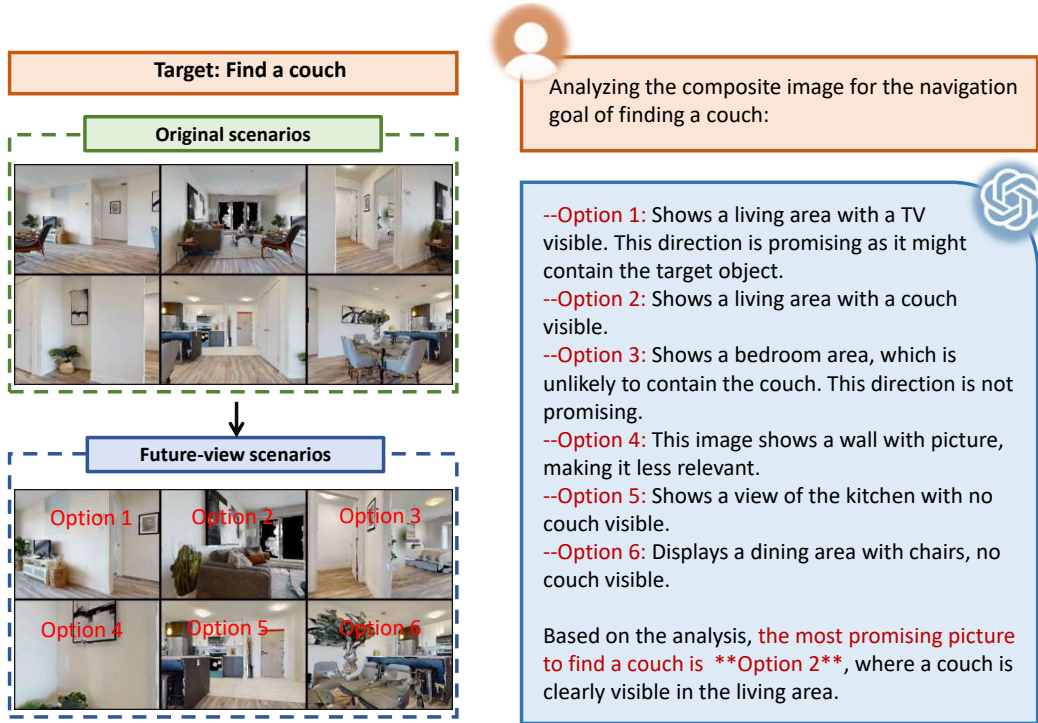 Target: Find a couch
Original scenarios
Future-view scenarios
Option 1
Option 2
Option 3
Option 4
Option 5
Option 6
Analyzing the composite image for the navigation
goal of finding a couch:
--Option 1: Shows a living area with a TV
visible. This direction is promising as it might
contain the target object.
--Option 2: Shows a living area with a couch
visible.
--Option 3: Shows a bedroom area, which is
unlikely to contain the couch. This direction is not
promising.
--Option 4: This image shows a wall with picture,
making it less relevant.
--Option 5: Shows a view of the kitchen with no
couch visible.
--Option 6: Displays a dining area with chairs, no
couch visible.
Based on the analysis, the most promising picture
to find a couch is **Option 2**, where a couch is
clearly visible in the living area.